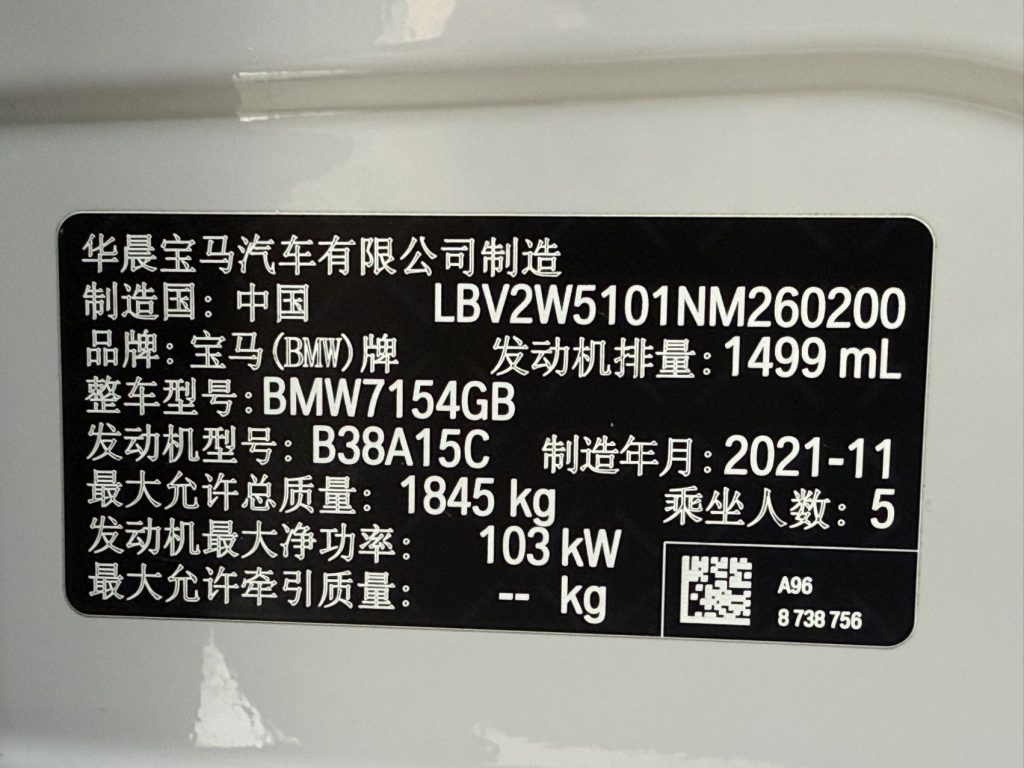 华晨宝马汽车有限公司制造
制造国：中国 LBV2W5101NM260200
品牌：宝马(BMW)牌 发动机排量：1499 mL
整车型号：BMW7154GB
发动机型号：B38A15C 制造年月：2021-11
最大允许总质量：1845 kg 乘坐人数：5
发动机最大净功率：103 kW
最大允许牵引质量：-- kg
A96
8 738 756